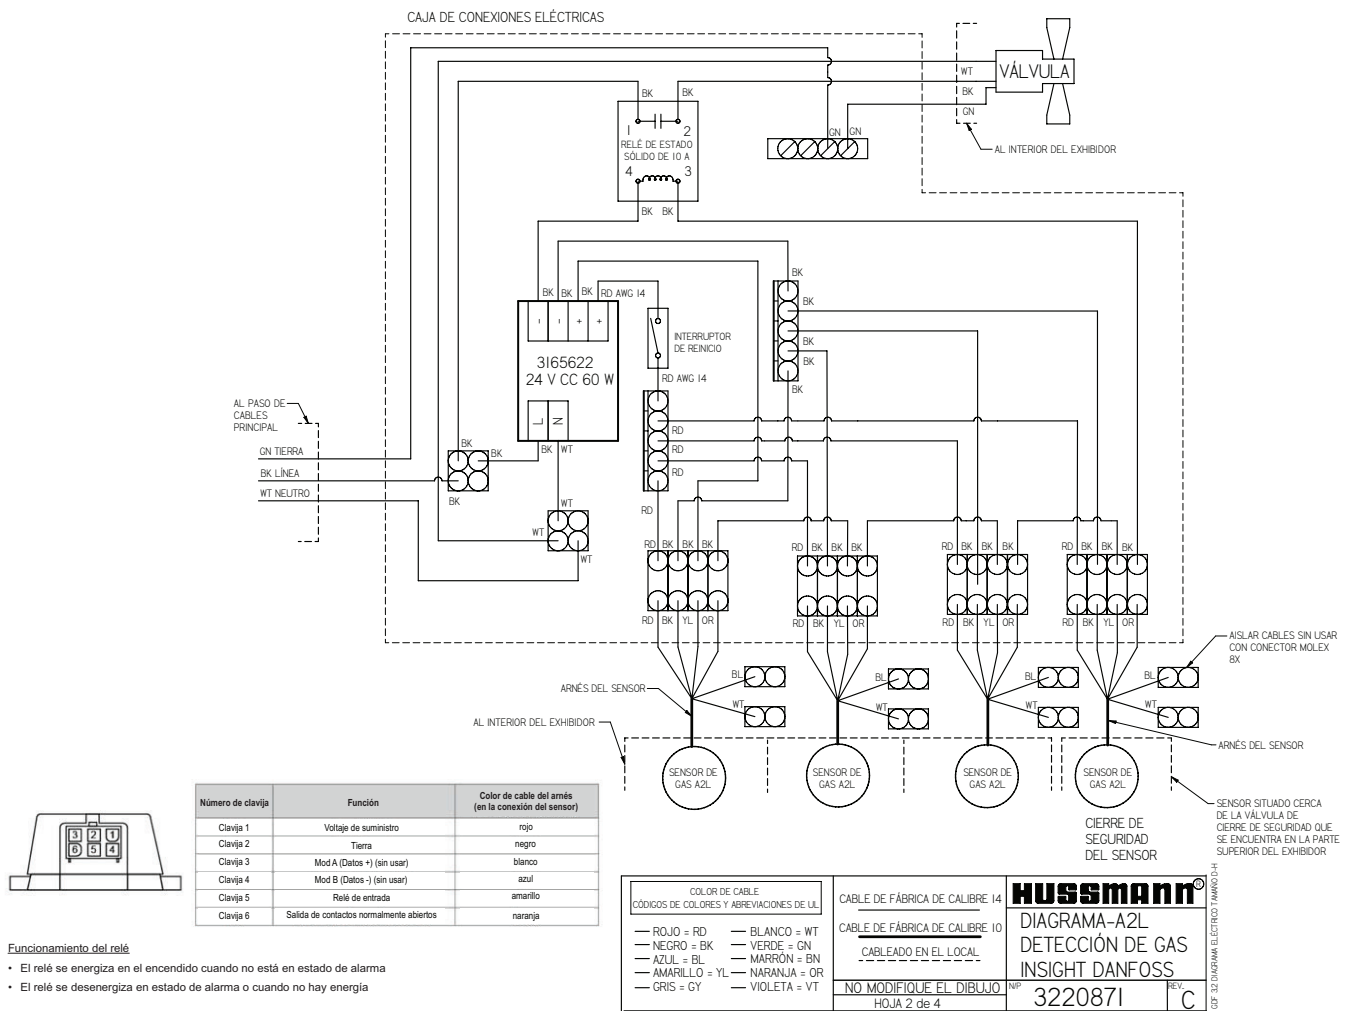 CAJA DE CONEXIONES ELÉCTRICAS
WT
VÁLVULA
BK
GN
AL INTERIOR DEL EXHIBIDOR
BK
BK
1
2
RELÉ DE ESTADO
SÓLIDO DE 10 A
4
3
BK
BK
GN
GN
BK
BK
BK
RD AWG 14
-
-
+
+
3165622
24 V CC 60 W
L
N
INTERRUPTOR
DE REINICIO
RD AWG 14
BK
BK
BK
BK
BK
AL PASO DE
CABLES
PRINCIPAL
GN TIERRA
BK LÍNEA
WT NEUTRO
BK
BK
BK
BK
WT
WT
WT
WT
RD
RD
RD
RD
RD BK BK BK
RD BK BK BK
RD BK BK BK
RD BK BK BK
RD BK YL OR
RD BK YL OR
RD BK YL OR
RD BK YL OR
AISLAR CABLES SIN USAR
CON CONECTOR MOLEX
8X
BL
BL
BL
BL
WT
WT
WT
WT
ARNÉS DEL SENSOR
AL INTERIOR DEL EXHIBIDOR
ARNÉS DEL SENSOR
SENSOR DE
GAS A2L
SENSOR DE
GAS A2L
SENSOR DE
GAS A2L
SENSOR DE
GAS A2L
CIERRE DE
SEGURIDAD
DEL SENSOR
SENSOR SITUADO CERCA
DE LA VÁLVULA DE
CIERRE DE SEGURIDAD QUE
SE ENCUENTRA EN LA PARTE
SUPERIOR DEL EXHIBIDOR
3 2 1
6 5 4
Número de clavija Función Color de cable del arnés
(en la conexión del sensor)
Clavija 1 Voltaje de suministro rojo
Clavija 2 Tierra negro
Clavija 3 Mod A (Datos +) (sin usar) blanco
Clavija 4 Mod B (Datos -) (sin usar) azul
Clavija 5 Relé de entrada amarillo
Clavija 6 Salida de contactos normalmente abiertos naranja
Funcionamiento del relé
• El relé se energiza en el encendido cuando no está en estado de alarma
• El relé se desenergiza en estado de alarma o cuando no hay energía
COLOR DE CABLE
CÓDIGOS DE COLORES Y ABREVIACIONES DE UL
ROJO = RD
NEGRO = BK
AZUL = BL
AMARILLO = YL
GRIS = GY
BLANCO = WT
VERDE = GN
MARRÓN = BN
NARANJA = OR
VIOLETA = VT
CABLE DE FÁBRICA DE CALIBRE 14
CABLE DE FÁBRICA DE CALIBRE 10
CABLEADO EN EL LOCAL
NO MODIFIQUE EL DIBUJO
HOJA 2 de 4
HUSSMANN®
DIAGRAMA-A2L
DETECCIÓN DE GAS
INSIGHT DANFOSS
N/P
3220871
REV.
C
GDF 3.2 DIAGRAMA ELÉCTRICO TAMAÑO D-H